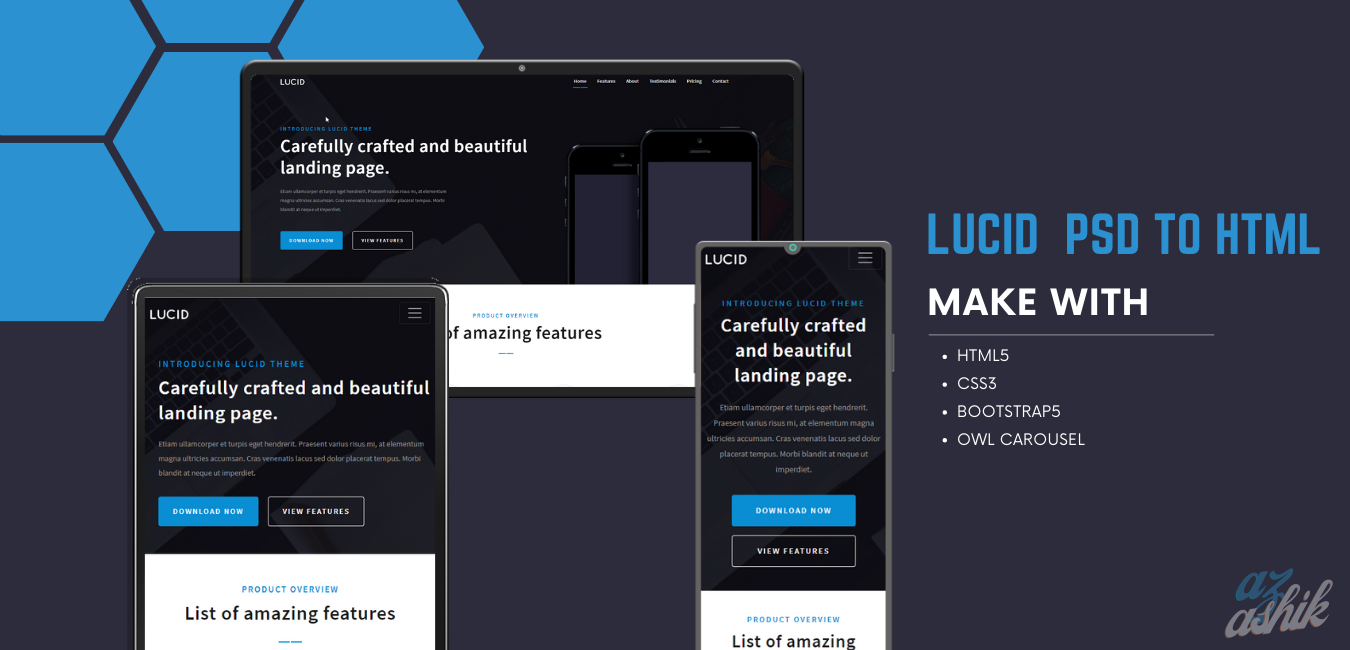 LUCID
Home Features About Testimonials Pricing Contact
INTRODUCING LUCID THEME
Carefully crafted and beautiful
landing page.
Etiam ullamcorper et turpis eget hendrerit. Praesent varius risus mi, at elementum
magna ultricies accumsan. Cras venenatis lacus sed dolor placerat tempus. Morbi
blandit at neque ut imperdiet.
DOWNLOAD NOW
VIEW FEATURES
PRODUCT OVERVIEW
of amazing features
LUCID
INTRODUCING LUCID THEME
Carefully crafted and beautiful
landing page.
Etiam ullamcorper et turpis eget hendrerit. Praesent varius risus mi, at elementum
magna ultricies accumsan. Cras venenatis lacus sed dolor placerat tempus. Morbi
blandit at neque ut imperdiet.
DOWNLOAD NOW
VIEW FEATURES
PRODUCT OVERVIEW
List of amazing features
LUCID
INTRODUCING LUCID THEME
Carefully crafted
and beautiful
landing page.
Etiam ullamcorper et turpis eget hendrerit.
Praesent varius risus mi, at elementum magna
ultricies accumsan. Cras venenatis lacus sed dolor
placerat tempus. Morbi blandit at neque ut
imperdiet.
DOWNLOAD NOW
VIEW FEATURES
PRODUCT OVERVIEW
List of amazing
LUCID PSD TO HTML
MAKE WITH
• HTML5
• CSS3
• BOOTSTRAP5
• OWL CAROUSEL
az
ashik